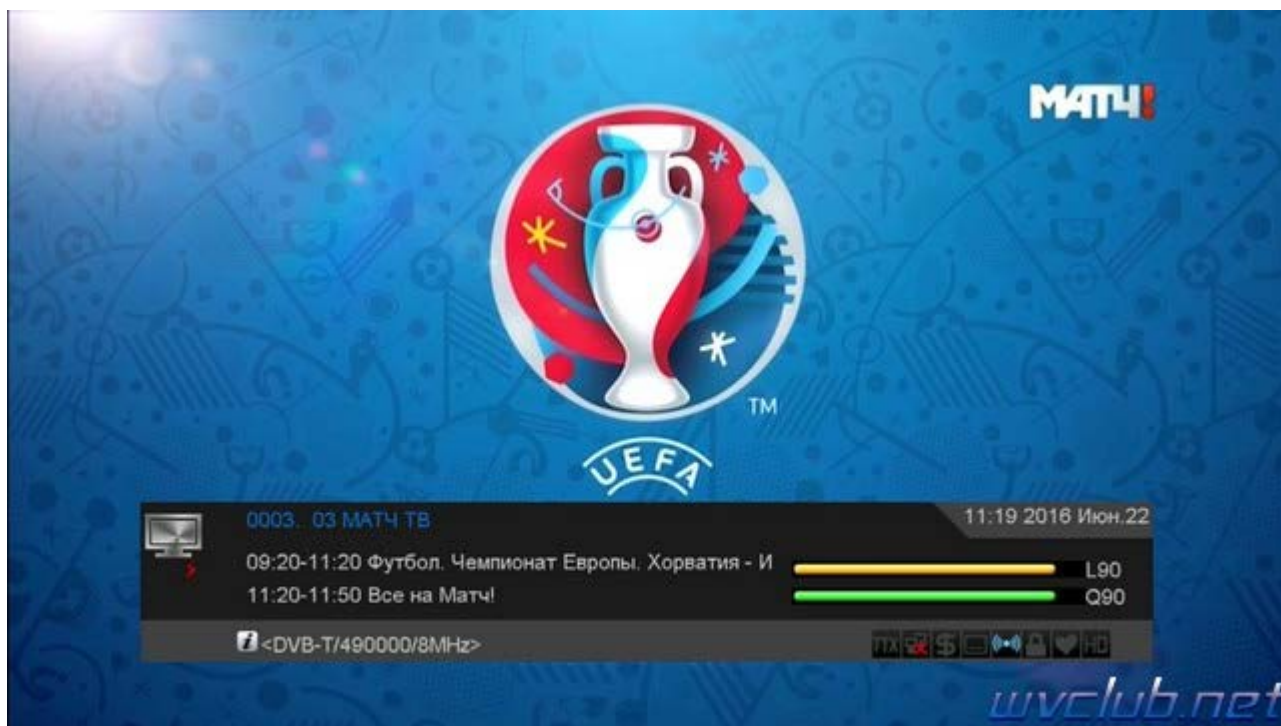 МАТЧ!
TM
UEFA
0003. 03 МАТЧ ТВ
11:19 2016 Июн.22
09:20-11:20 Футбол. Чемпионат Европы. Хорватия - И
L90
11:20-11:50 Все на Матч!
Q90
i <DVB-T/490000/8MHz>
TTX $ HD
wvclub.net